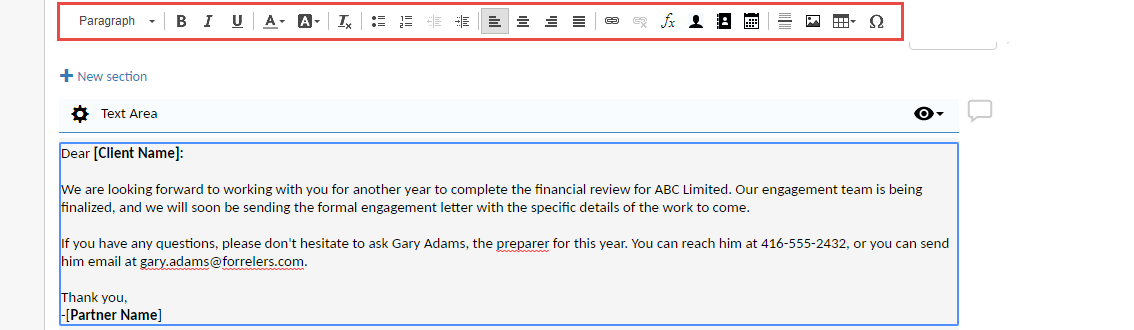 Paragraph B I U A A Tx fx Ω
New section
Text Area
Dear [Client Name]:
We are looking forward to working with you for another year to complete the financial review for ABC Limited. Our engagement team is being
finalized, and we will soon be sending the formal engagement letter with the specific details of the work to come.
If you have any questions, please don't hesitate to ask Gary Adams, the preparer for this year. You can reach him at 416-555-2432, or you can send
him email at gary.adams@forrelers.com.
Thank you,
-[Partner Name]